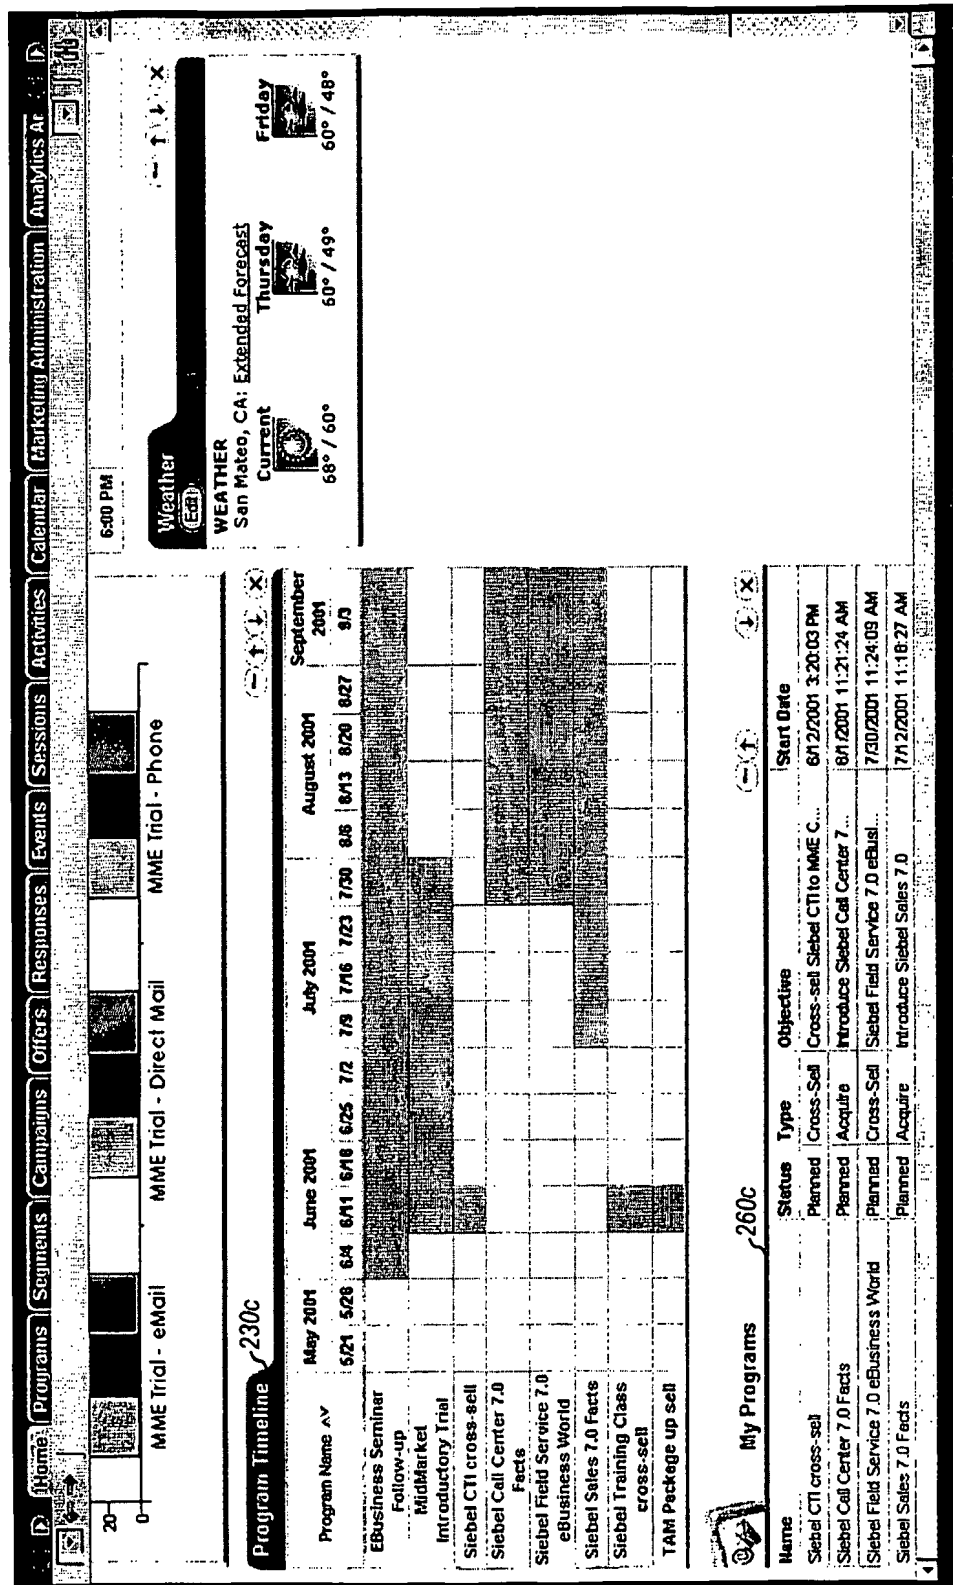 Home Programs Segments Campaigns Offers Responses Events Sessions Activities Calendar Marketing Administration Analytics Ar
20
0
MME Trial - eMail MME Trial - Direct Mail MME Trial - Phone
6:00 PM
Weather
Edit
WEATHER
San Mateo, CA: Extended Forecast
Current Thursday Friday
68° / 60° 60° / 49° 60° / 48°
Program Timeline 230c
Program Name May 2001 June 2001 July 2001 August 2001 September 2001
5/21 5/28 6/4 6/11 6/18 6/25 7/2 7/9 7/16 7/23 7/30 8/6 8/13 8/20 8/27 9/3
EBusiness Seminar
Follow-up
MidMarket
Introductory Trial
Siebel CTI cross-sell
Siebel Call Center 7.0
Facts
Siebel Field Service 7.0
eBusiness World
Siebel Sales 7.0 Facts
Siebel Training Class
cross-sell
TAM Package up sell
My Programs 260c
Name Status Type Objective Start Date
Siebel CTI cross-sell Planned Cross-Sell Cross-sell Siebel CTI to MME C... 6/12/2001 3:20:03 PM
Siebel Call Center 7.0 Facts Planned Acquire Introduce Siebel Call Center 7... 8/1/2001 11:21:24 AM
Siebel Field Service 7.0 eBusiness World Planned Cross-Sell Siebel Field Service 7.0 eBusi... 7/30/2001 11:24:09 AM
Siebel Sales 7.0 Facts Planned Acquire Introduce Siebel Sales 7.0 7/12/2001 11:18:27 AM